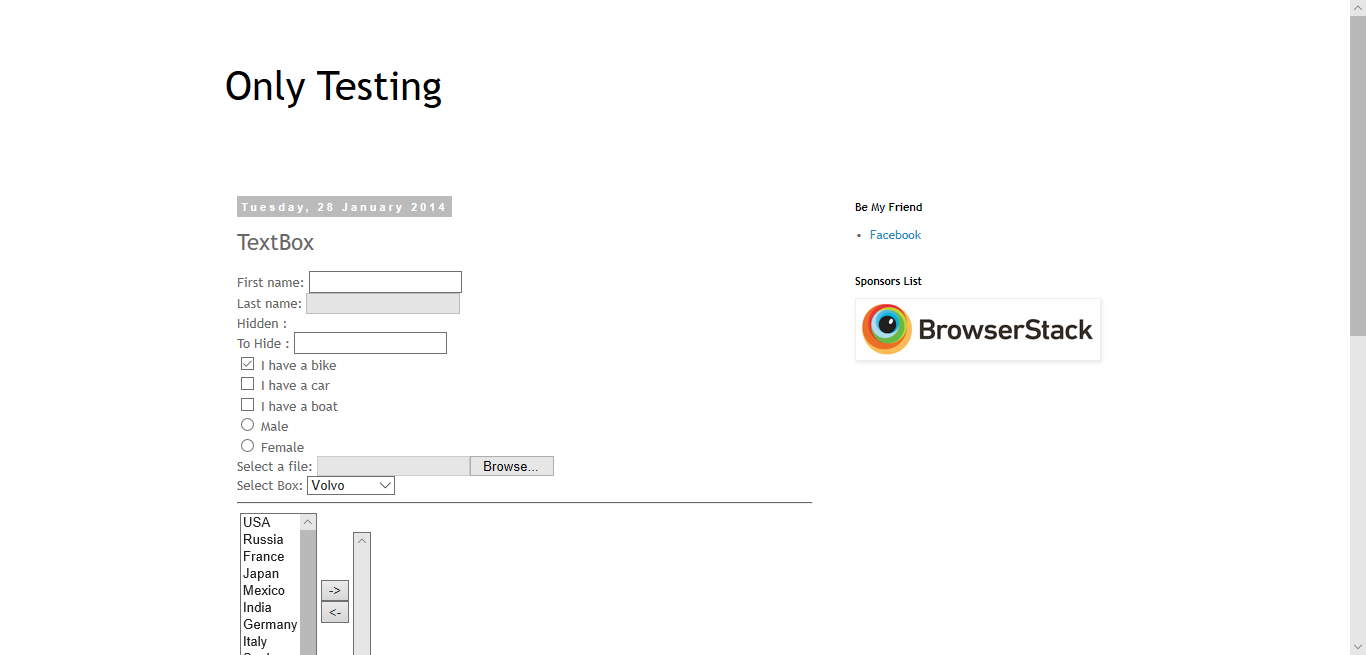 Only Testing
Tuesday, 28 January 2014
TextBox
First name:
Last name:
Hidden :
To Hide :
I have a bike
I have a car
I have a boat
Male
Female
Select a file: Browse...
Select Box: Volvo
USA
Russia
France
Japan
Mexico
India
Germany
Italy
->
<-
Be My Friend
Facebook
Sponsors List
BrowserStack